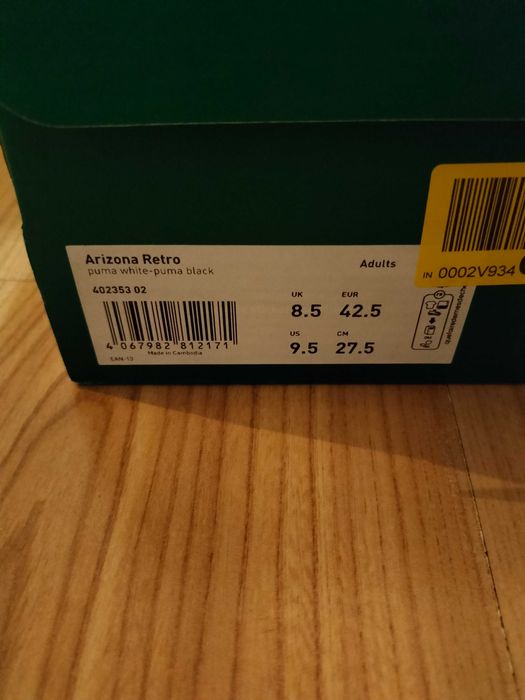 Arizona Retro
puma white-puma black
Adults
402353 02
UK EUR
8.5 42.5
US CM
9.5 27.5
4 067982 812171
Made in Cambodia
EAN-13
IN 0002V934
quefairedemesdechets